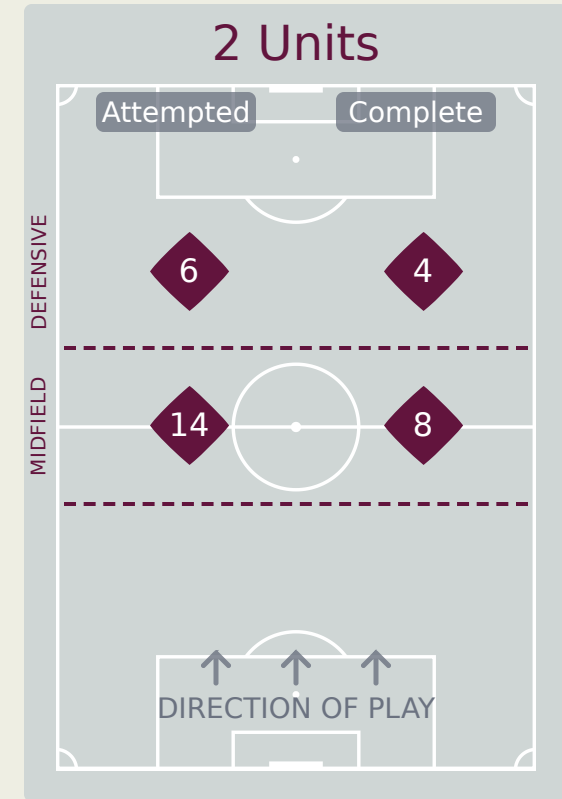 2 Units
Attempted Complete
DEFENSIVE
6 4
MIDFIELD
14 8
DIRECTION OF PLAY